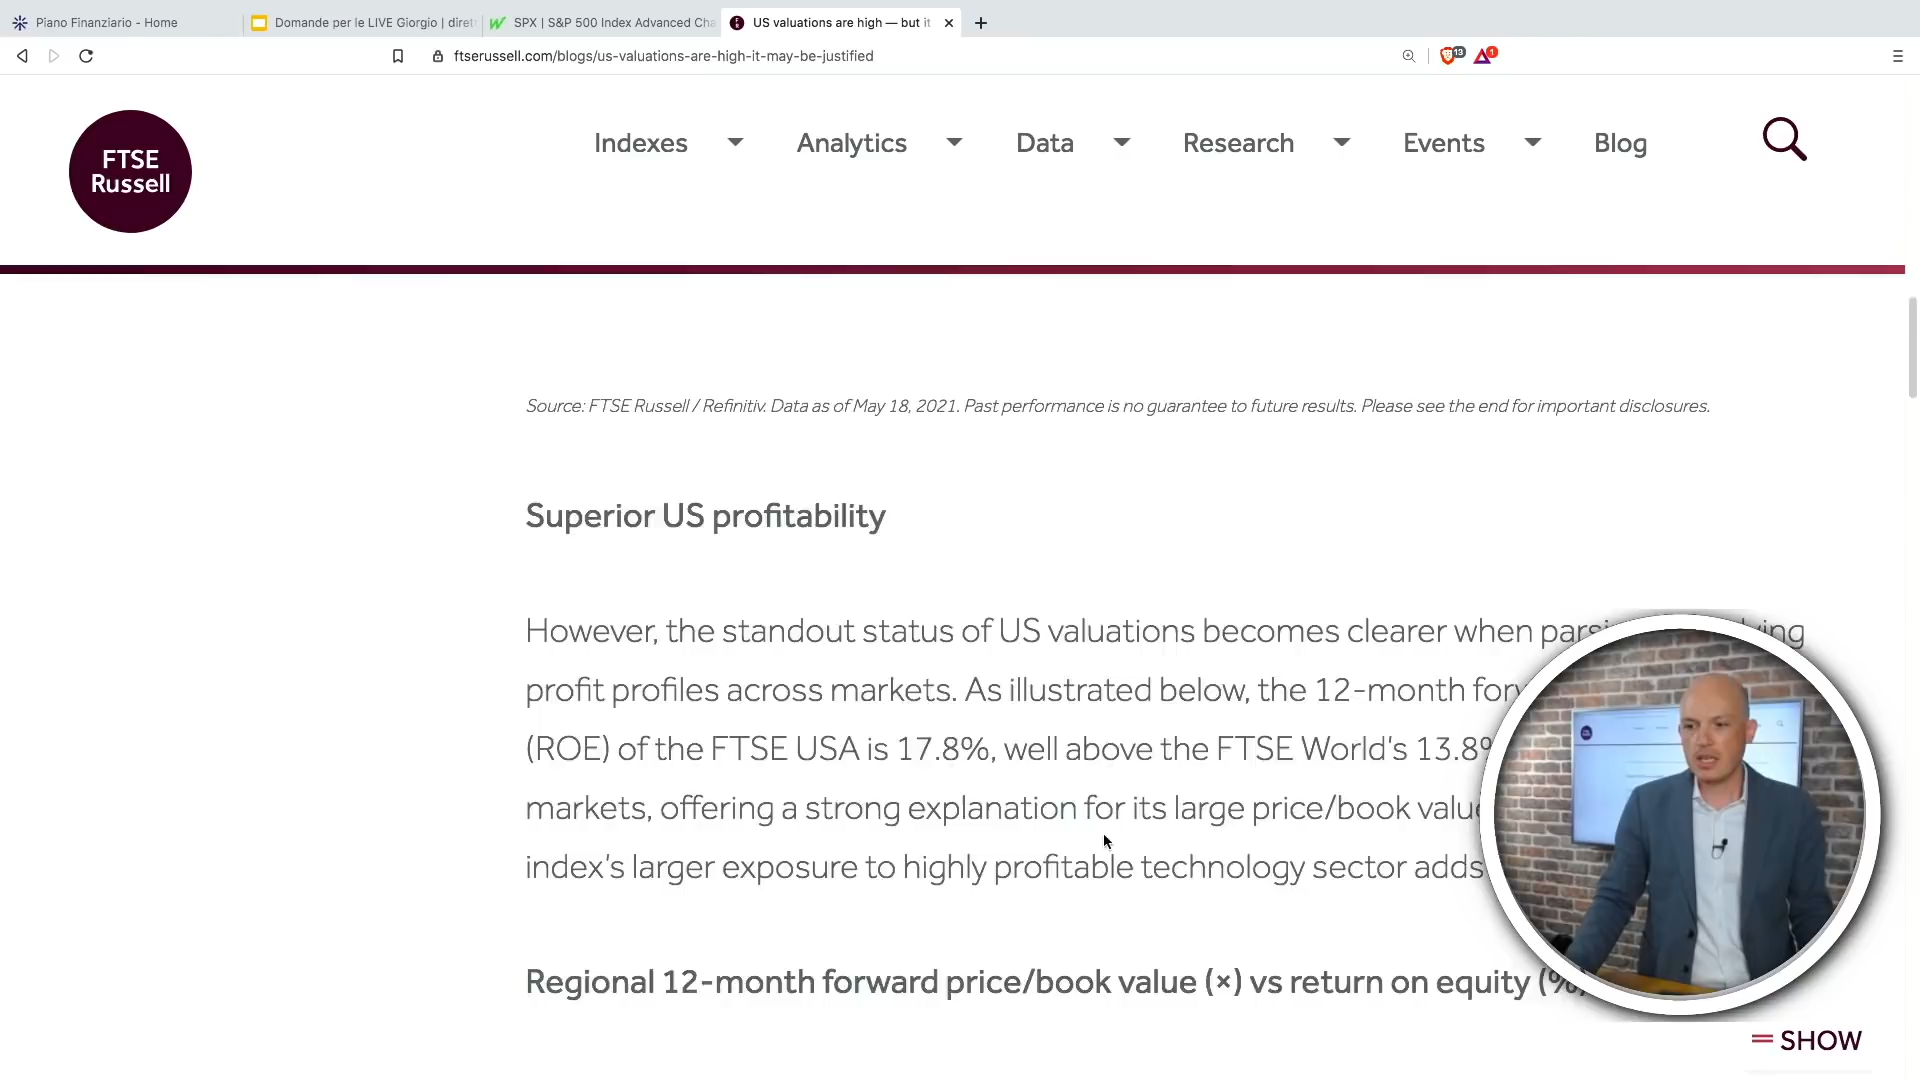 Piano Finanziario - Home
Domande per le LIVE Giorgio | diret
SPX | S&P 500 Index Advanced Cha
US valuations are high — but it
ftserussell.com/blogs/us-valuations-are-high-it-may-be-justified
13
1
FTSE
Russell
Indexes
Analytics
Data
Research
Events
Blog
Source: FTSE Russell / Refinitiv. Data as of May 18, 2021. Past performance is no guarantee to future results. Please see the end for important disclosures.
Superior US profitability
However, the standout status of US valuations becomes clearer when
profit profiles across markets. As illustrated below, the 12-month
(ROE) of the FTSE USA is 17.8%, well above the FTSE World's 13.8%
markets, offering a strong explanation for its large price/book
index's larger exposure to highly profitable technology sector adds
Regional 12-month forward price/book value (×) vs return on equity (%)
SHOW